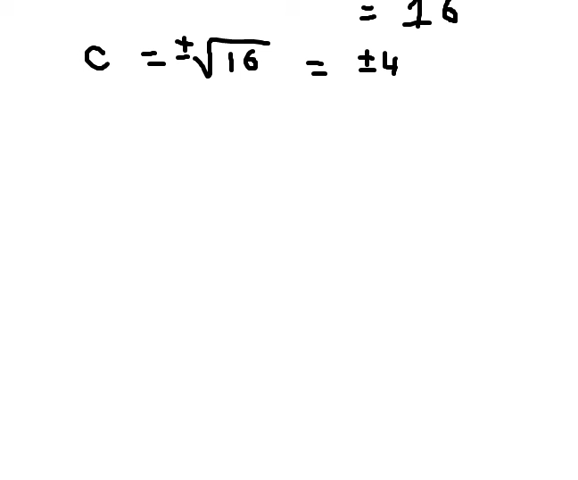 = 16
c = ±√16 = ±4